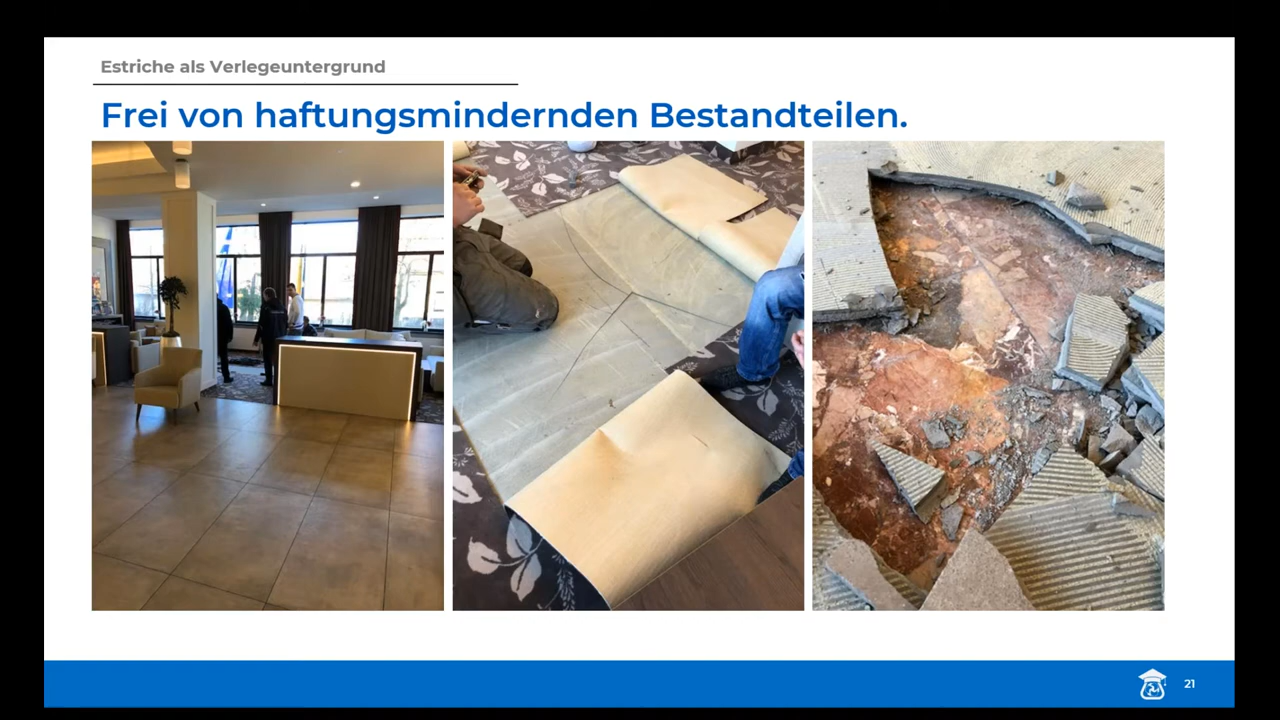 Estriche als Verlegeuntergrund
Frei von haftungsmindernden Bestandteilen.
21